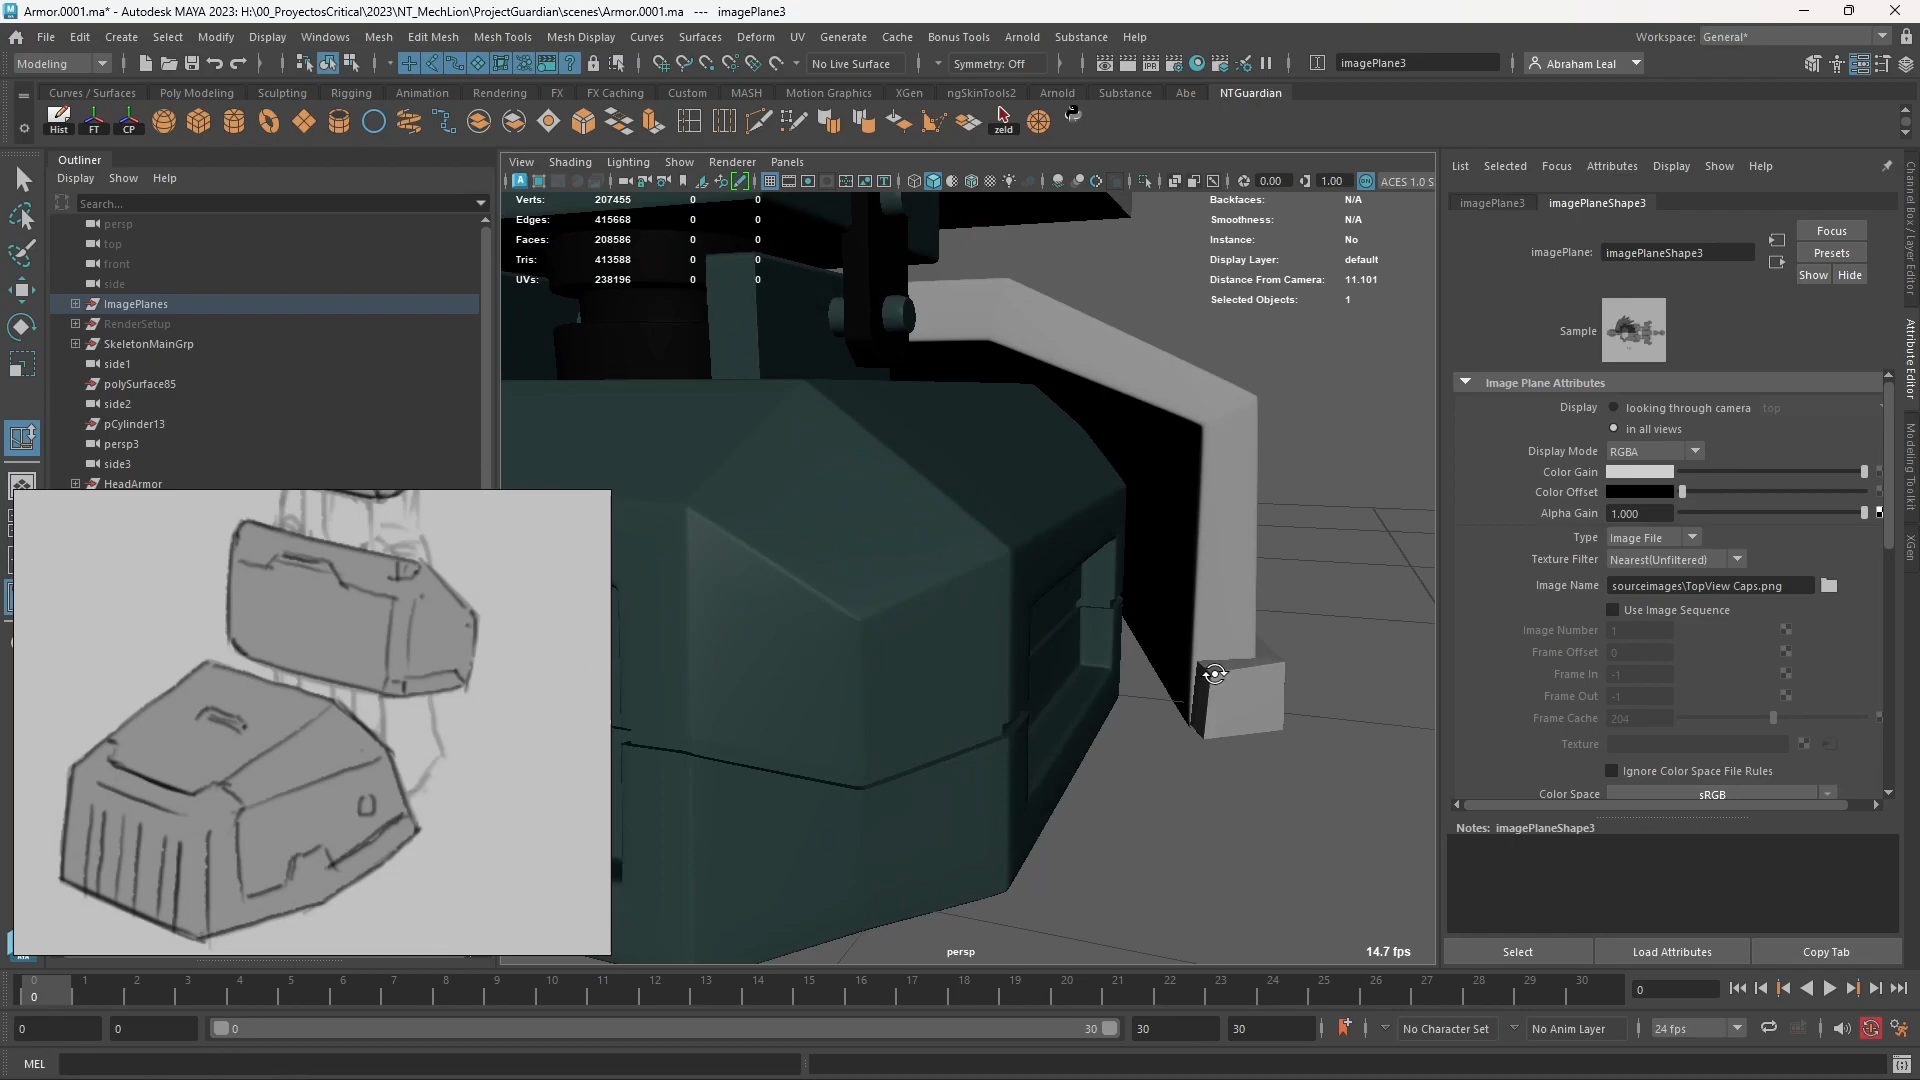 Armor.0001.ma* - Autodesk MAYA 2023: H:\00_ProyectosCritical\2023\NT_MechLion\ProjectGuardian\scenes\Armor.0001.ma --- imagePlane3
File Edit Create Select Modify Display Windows Mesh Edit Mesh Mesh Tools Mesh Display Curves Surfaces Deform UV Generate Cache Bonus Tools Arnold Substance Help
Workspace: General*
Modeling No Live Surface Symmetry: Off imagePlane3 Abraham Leal
Curves / Surfaces Poly Modeling Sculpting Rigging Animation Rendering FX FX Caching Custom MASH Motion Graphics XGen ngSkinTools2 Arnold Substance Abe NTGuardian
Hist FT CP zeld
Outliner
Display Show Help
Search...
persp
top
front
side
ImagePlanes
RenderSetup
SkeletonMainGrp
side1
polySurface85
side2
pCylinder13
persp3
side3
HeadArmor
View Shading Lighting Show Renderer Panels
0.00 1.00 ACES 1.0 S
Verts: 207455 0 0
Edges: 415668 0 0
Faces: 208586 0 0
Tris: 413588 0 0
UVs: 238196 0 0
Backfaces: N/A
Smoothness: N/A
Instance: No
Display Layer: default
Distance From Camera: 11.101
Selected Objects: 1
persp
14.7 fps
List Selected Focus Attributes Display Show Help
imagePlane3 imagePlaneShape3
imagePlane: imagePlaneShape3
Focus
Presets
Show Hide
Sample
Image Plane Attributes
Display looking through camera top
in all views
Display Mode RGBA
Color Gain
Color Offset
Alpha Gain 1.000
Type Image File
Texture Filter Nearest(Unfiltered)
Image Name sourceimages\TopView Caps.png
Use Image Sequence
Image Number 1
Frame Offset 0
Frame In -1
Frame Out -1
Frame Cache 204
Texture
Ignore Color Space File Rules
Color Space sRGB
Notes: imagePlaneShape3
Select Load Attributes Copy Tab
Channel Box / Layer Editor
Attribute Editor
Modeling Toolkit
XGen
0 1 2 3 4 5 6 7 8 9 10 11 12 13 14 15 16 17 18 19 20 21 22 23 24 25 26 27 28 29 30
0 0
0 0 0 30 30 30 No Character Set No Anim Layer 24 fps
MEL